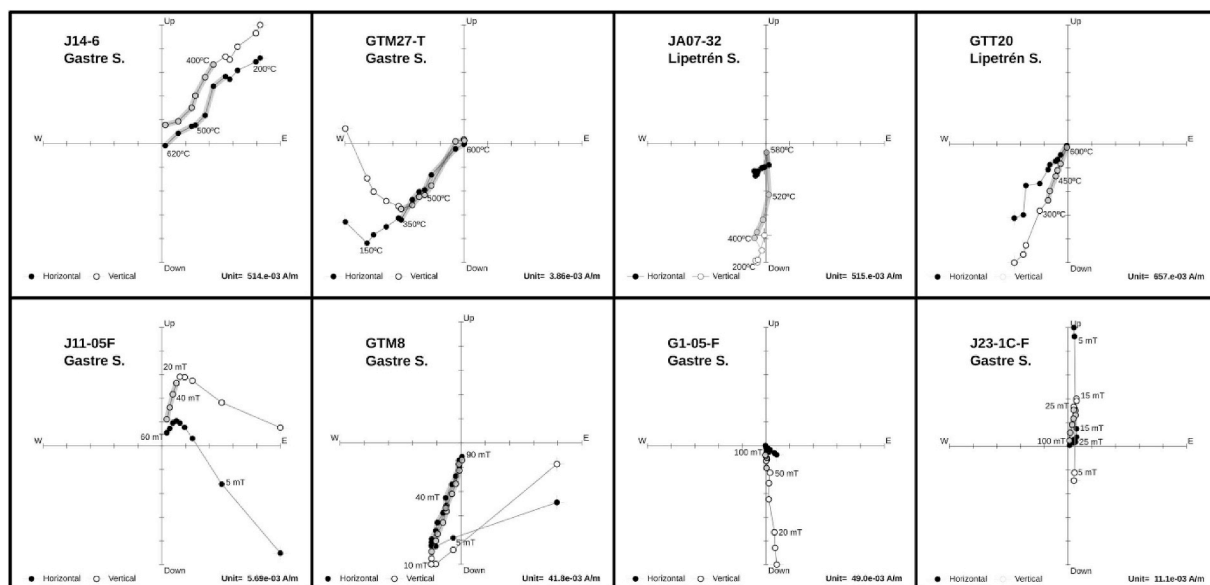 J14-6
Gastre S.
Up
400ºC
200ºC
500ºC
620ºC
W
E
Down
Horizontal
Vertical
Unit= 514.e-03 A/m
GTM27-T
Gastre S.
Up
W
E
600ºC
500ºC
350ºC
150ºC
Down
Horizontal
Vertical
Unit= 3.86e-03 A/m
JA07-32
Lipetrén S.
Up
W
E
580ºC
520ºC
400ºC
200ºC
Down
Horizontal
Vertical
Unit= 515.e-03 A/m
GTT20
Lipetrén S.
Up
W
E
600ºC
450ºC
300ºC
Down
Horizontal
Vertical
Unit= 657.e-03 A/m
J11-05F
Gastre S.
Up
20 mT
40 mT
60 mT
W
E
5 mT
Down
Horizontal
Vertical
Unit= 5.69e-03 A/m
GTM8
Gastre S.
Up
W
E
90 mT
40 mT
5 mT
10 mT
Down
Horizontal
Vertical
Unit= 41.8e-03 A/m
G1-05-F
Gastre S.
Up
W
E
100 mT
50 mT
20 mT
Down
Horizontal
Vertical
Unit= 49.0e-03 A/m
J23-1C-F
Gastre S.
Up
5 mT
15 mT
25 mT
15 mT
100 mT
25 mT
W
E
5 mT
Down
Horizontal
Vertical
Unit= 11.1e-03 A/m